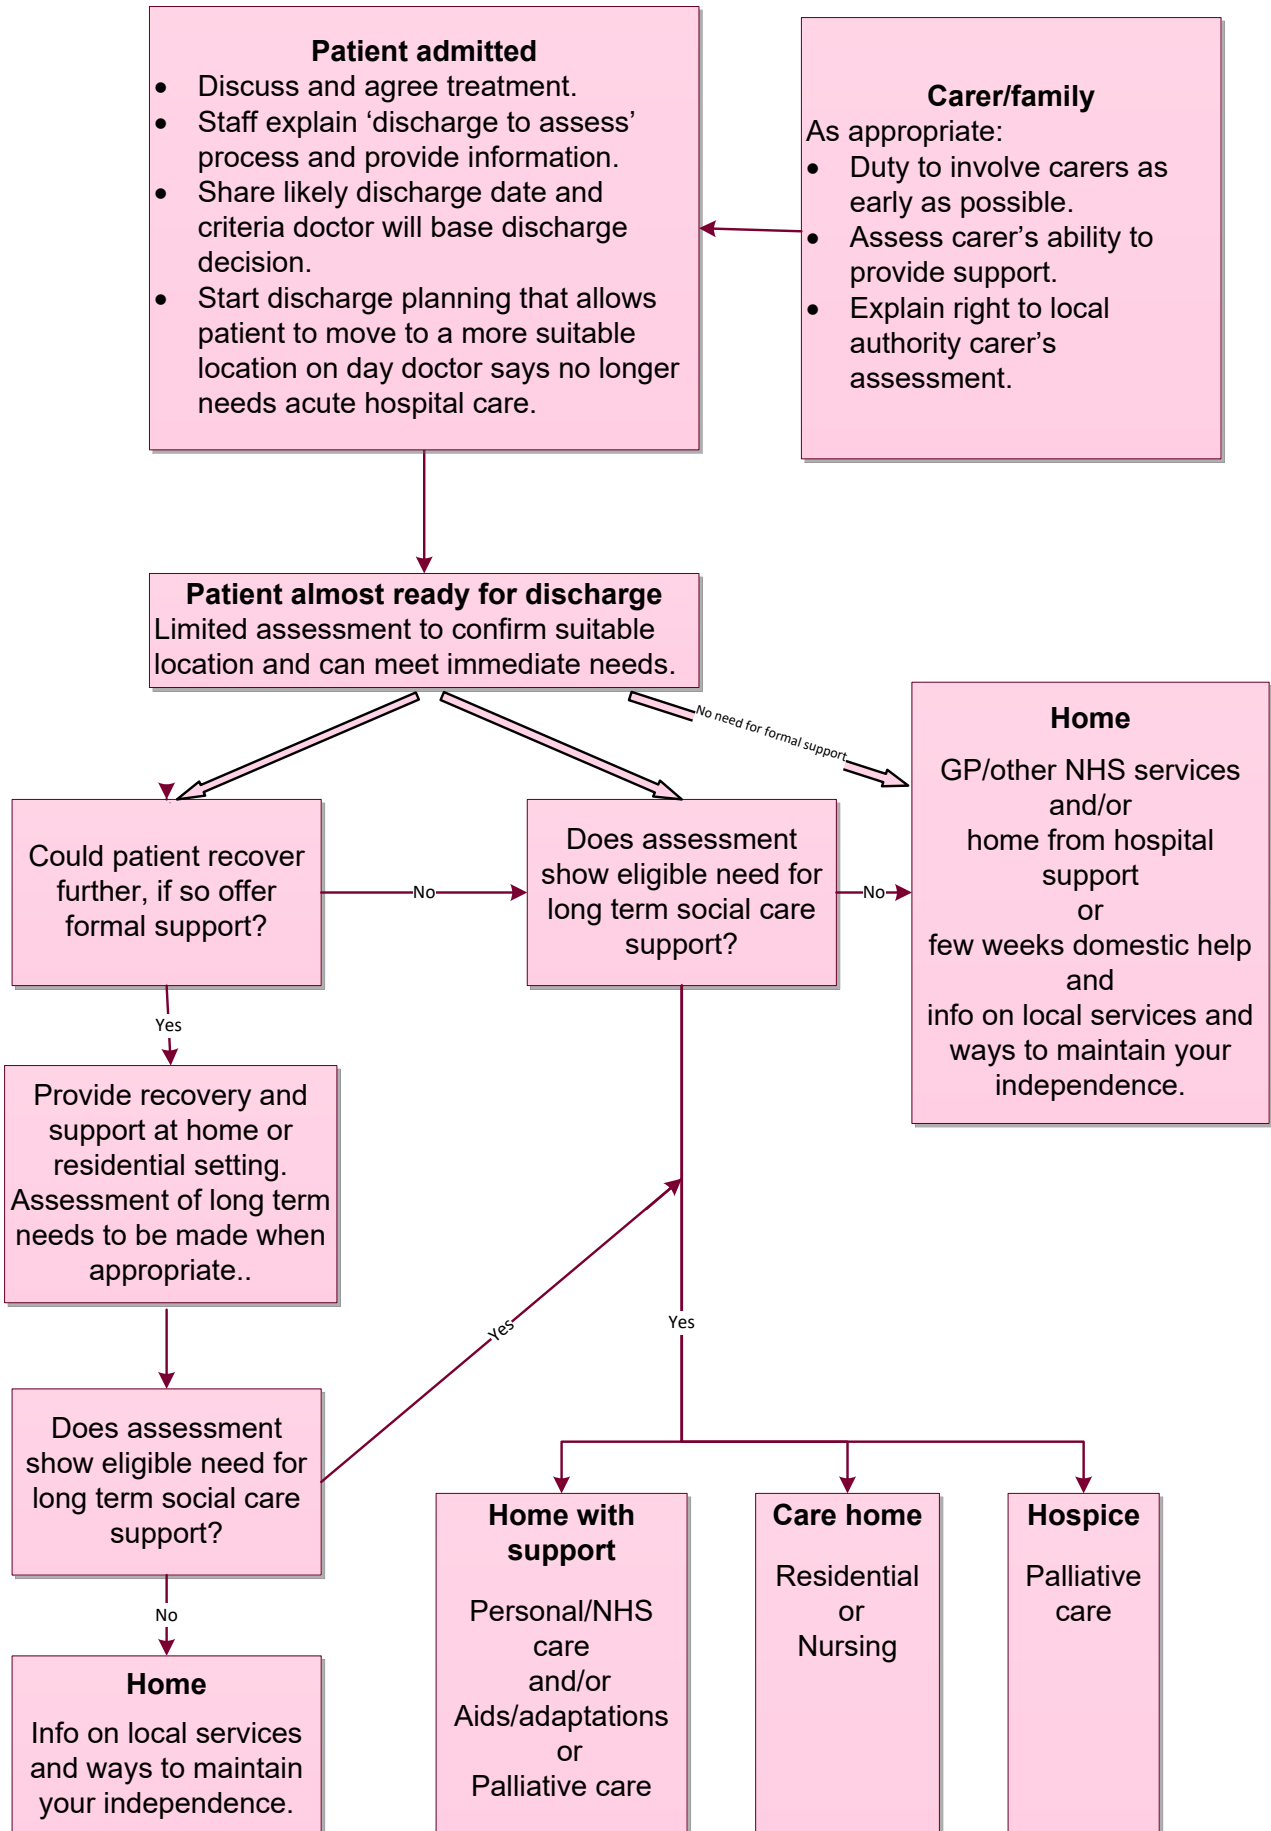 Patient admitted
• Discuss and agree treatment.
• Staff explain ‘discharge to assess’
process and provide information.
• Share likely discharge date and
criteria doctor will base discharge
decision.
• Start discharge planning that allows
patient to move to a more suitable
location on day doctor says no longer
needs acute hospital care.
Carer/family
As appropriate:
• Duty to involve carers as
early as possible.
• Assess carer’s ability to
provide support.
• Explain right to local
authority carer’s
assessment.
Patient almost ready for discharge
Limited assessment to confirm suitable
location and can meet immediate needs.
No need for formal support
Home
GP/other NHS services
and/or
home from hospital
support
or
few weeks domestic help
and
info on local services and
ways to maintain your
independence.
Could patient recover
further, if so offer
formal support?
No
Does assessment
show eligible need for
long term social care
support?
No
Yes
Provide recovery and
support at home or
residential setting.
Assessment of long term
needs to be made when
appropriate..
Yes
Yes
Does assessment
show eligible need for
long term social care
support?
No
Home
Info on local services
and ways to maintain
your independence.
Home with
support
Personal/NHS
care
and/or
Aids/adaptations
or
Palliative care
Care home
Residential
or
Nursing
Hospice
Palliative
care